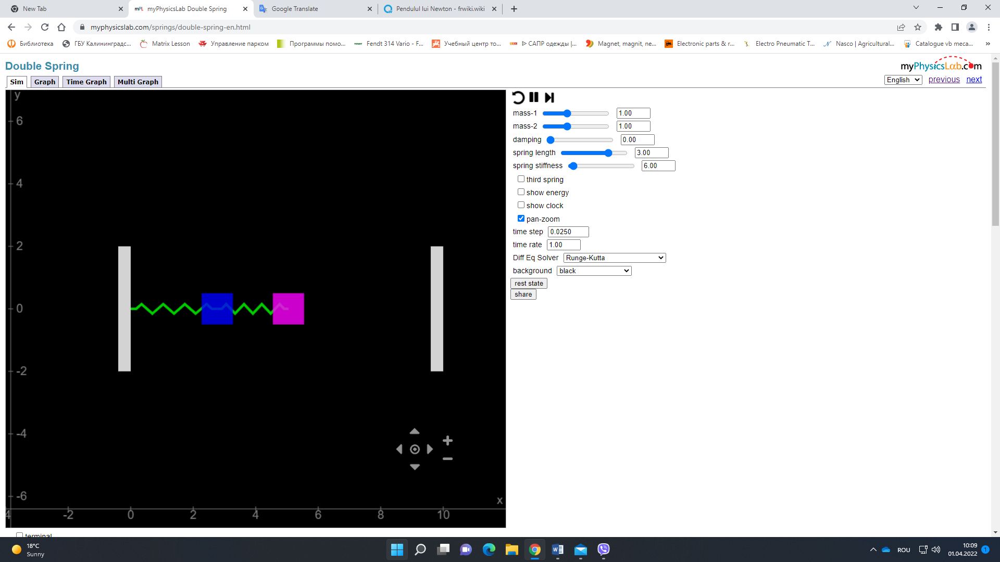 New Tab
mPL myPhysicsLab Double Spring
Google Translate
Pendulul lui Newton - frwiki.wiki
myphysicslab.com/springs/double-spring-en.html
Библиотека
ГБУ Калининградс...
Matrix Lesson
Управление парком
Программы помо...
Fendt 314 Vario - F...
Учебный центр то...
ᐅ САПР одежды |...
Magnet, magnit, ne...
Electronic parts & r...
Electro Pneumatic T...
Nasco | Agricultural...
Catalogue vb meca...
»
Double Spring
myPhysicsLab.com
Sim
Graph
Time Graph
Multi Graph
English
previous
next
y
6
4
2
0
-2
-4
-6
x
4 -2 0 2 4 6 8 10
mass-1 1.00
mass-2 1.00
damping 0.00
spring length 3.00
spring stiffness 6.00
third spring
show energy
show clock
pan-zoom
time step 0.0250
time rate 1.00
Diff Eq Solver Runge-Kutta
background black
rest state
share
terminal
18°C
Sunny
ROU
10:09
01.04.2022
1